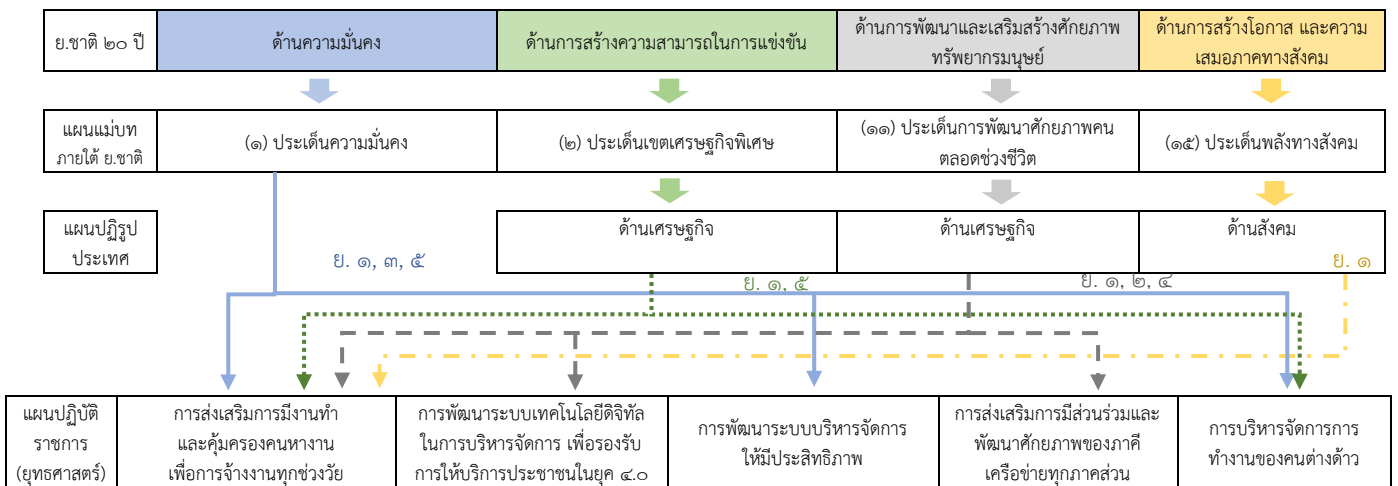 ย.ชาติ ๒๐ ปี
ด้านความมั่นคง
ด้านการสร้างความสามารถในการแข่งขัน
ด้านการพัฒนาและเสริมสร้างศักยภาพ
ทรัพยากรมนุษย์
ด้านการสร้างโอกาส และความ
เสมอภาคทางสังคม
แผนแม่บท
ภายใต้ ย.ชาติ
(๑) ประเด็นความมั่นคง
(๒) ประเด็นเขตเศรษฐกิจพิเศษ
(๑๑) ประเด็นการพัฒนาศักยภาพคน
ตลอดช่วงชีวิต
(๑๕) ประเด็นพลังทางสังคม
แผนปฏิรูป
ประเทศ
ด้านเศรษฐกิจ
ด้านเศรษฐกิจ
ด้านสังคม
ย. ๑, ๓, ๕
ย. ๑, ๕
ย. ๑, ๒, ๔
ย. ๑
แผนปฏิบัติ
ราชการ
(ยุทธศาสตร์)
การส่งเสริมการมีงานทำ
และคุ้มครองคนหางาน
เพื่อการจ้างงานทุกช่วงวัย
การพัฒนาระบบเทคโนโลยีดิจิทัล
ในการบริหารจัดการ เพื่อรองรับ
การให้บริการประชาชนในยุค ๔.๐
การพัฒนาระบบบริหารจัดการ
ให้มีประสิทธิภาพ
การส่งเสริมการมีส่วนร่วมและ
พัฒนาศักยภาพของภาคี
เครือข่ายทุกภาคส่วน
การบริหารจัดการการ
ทำงานของคนต่างด้าว